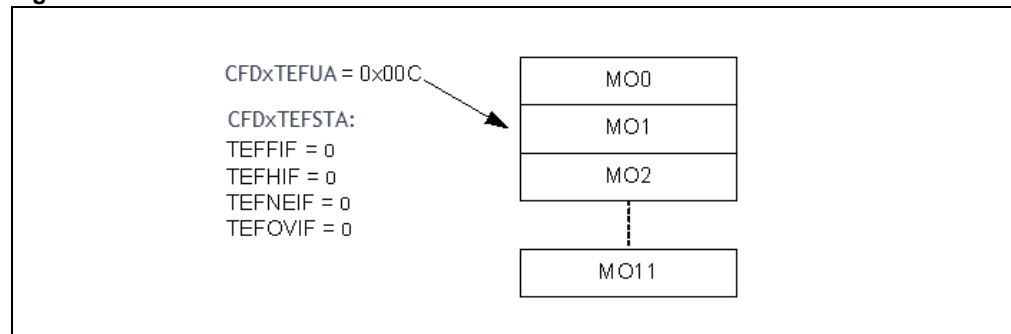 CFDxTEFUA = 0x00C
CFDxTEFSTA:
TEFFIF = 0
TEFHIF = 0
TEFNEIF = 0
TEFOVIF = 0
MO0
MO1
MO2
MO11